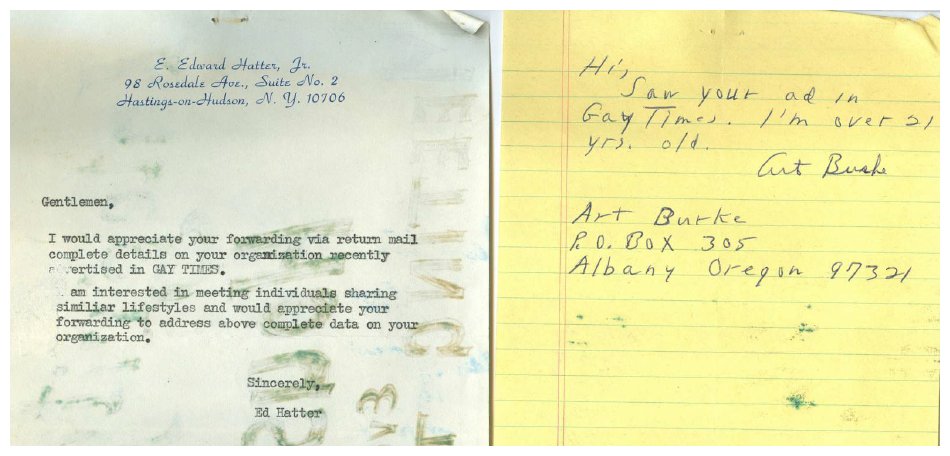 E. Edward Hatter, Jr.
98 Rosedale Ave., Suite No. 2
Hastings-on-Hudson, N. Y. 10706
Gentlemen,
I would appreciate your forwarding via return mail
complete details on your organization recently
vertised in GAY TIMES.
am interested in meeting individuals sharing
similiar lifestyles and would appreciate your
forwarding to address above complete data on your
organization.
Sincerely,
Ed Hatter
Hi,
Saw your ad in
Gay Times. I'm over 21
yrs. old.
Art Burke
Art Burke
P.O. Box 305
Albany Oregon 97321